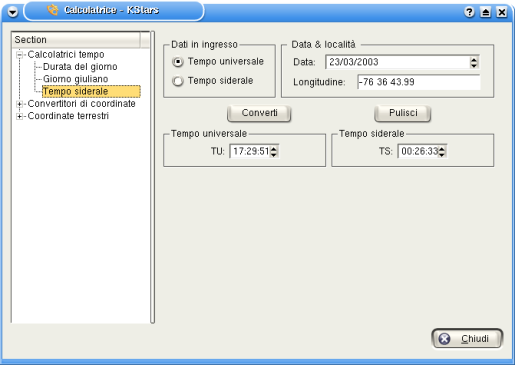 Calcolatrice - KStars
Section
Calcolatrici tempo
Durata del giorno
Giorno giuliano
Tempo siderale
Convertitori di coordinate
Coordinate terrestri
Dati in ingresso
Tempo universale
Tempo siderale
Data & località
Data: 23/03/2003
Longitudine: -76 36 43.99
Converti
Pulisci
Tempo universale
TU: 17:29:51
Tempo siderale
TS: 00:26:33
Chiudi